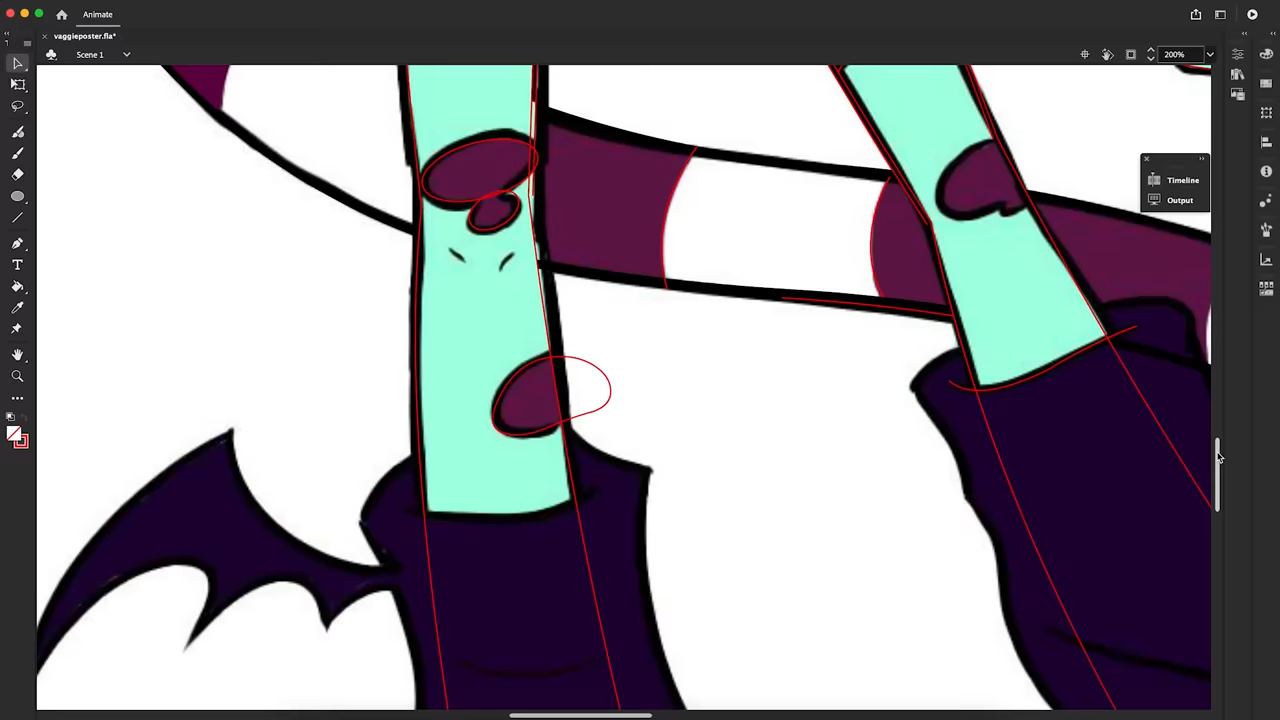 Animate
vaggieposter.fla*
Scene 1
200%
Timeline
Output